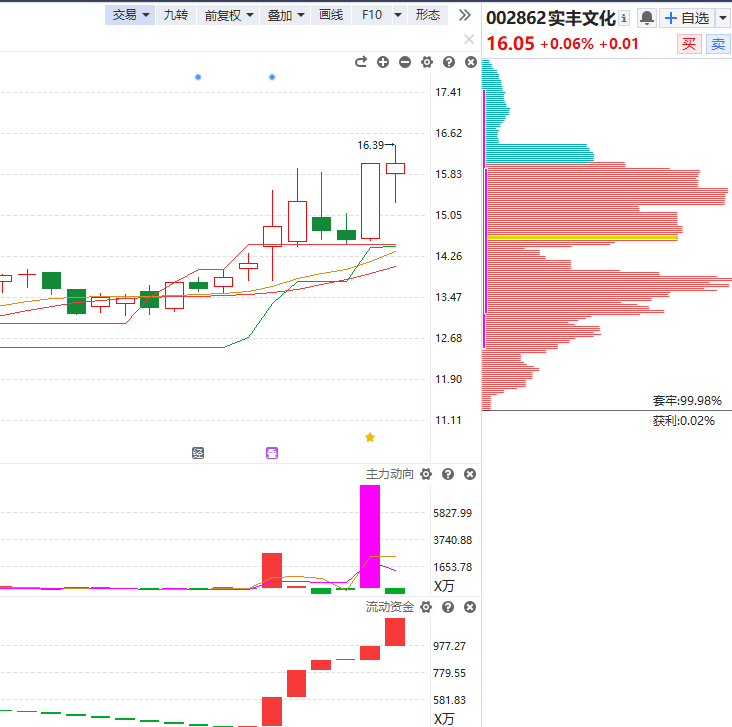 交易 九转 前复权 叠加 画线 F10 形态
002862 实丰文化 自选
16.05 +0.06% +0.01 买 卖
17.41
16.62
16.39
15.83
15.05
14.26
13.47
12.68
11.90
11.11
套牢:99.98%
获利:0.02%
经
主力动向
5827.99
3740.88
1653.78
X万
流动资金
977.27
779.55
581.83
X万